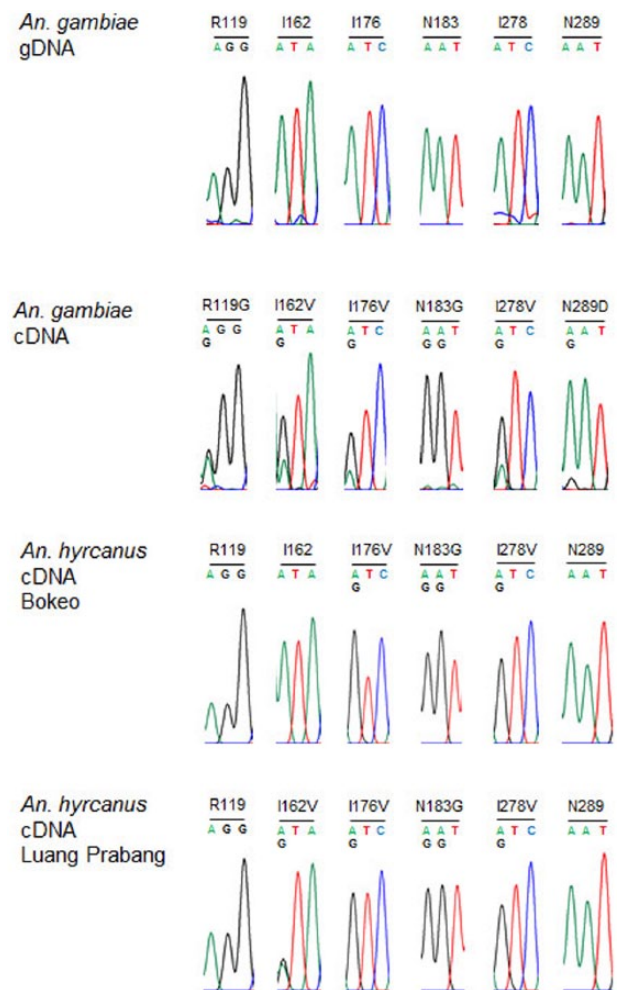 An. gambiae
gDNA
R119 I162 I176 N183 I278 N289
A G G A T A A T C A A T A T C A A T
An. gambiae
cDNA
R119G I162V I176V N183G I278V N289D
A G G A T A A T C A A T A T C A A T
G G G G G G G
An. hyrcanus
cDNA
Bokeo
R119 I162 I176V N183G I278V N289
A G G A T A A T C A A T A T C A A T
G G G G
An. hyrcanus
cDNA
Luang Prabang
R119 I162V I176V N183G I278V N289
A G G A T A A T C A A T A T C A A T
G G G G G